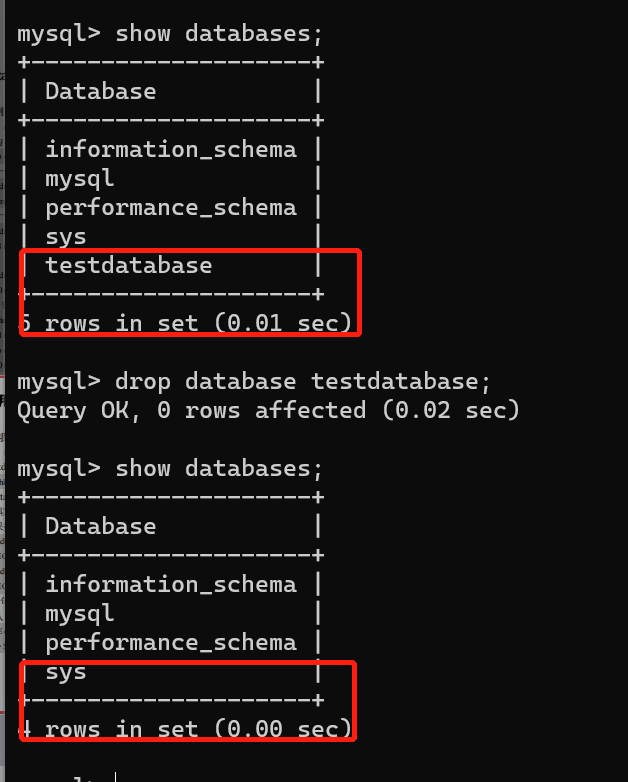 mysql> show databases;
+--------------------+
| Database           |
+--------------------+
| information_schema |
| mysql              |
| performance_schema |
| sys                |
| testdatabase       |
+--------------------+
5 rows in set (0.01 sec)
mysql> drop database testdatabase;
Query OK, 0 rows affected (0.02 sec)
mysql> show databases;
+--------------------+
| Database           |
+--------------------+
| information_schema |
| mysql              |
| performance_schema |
| sys                |
+--------------------+
4 rows in set (0.00 sec)